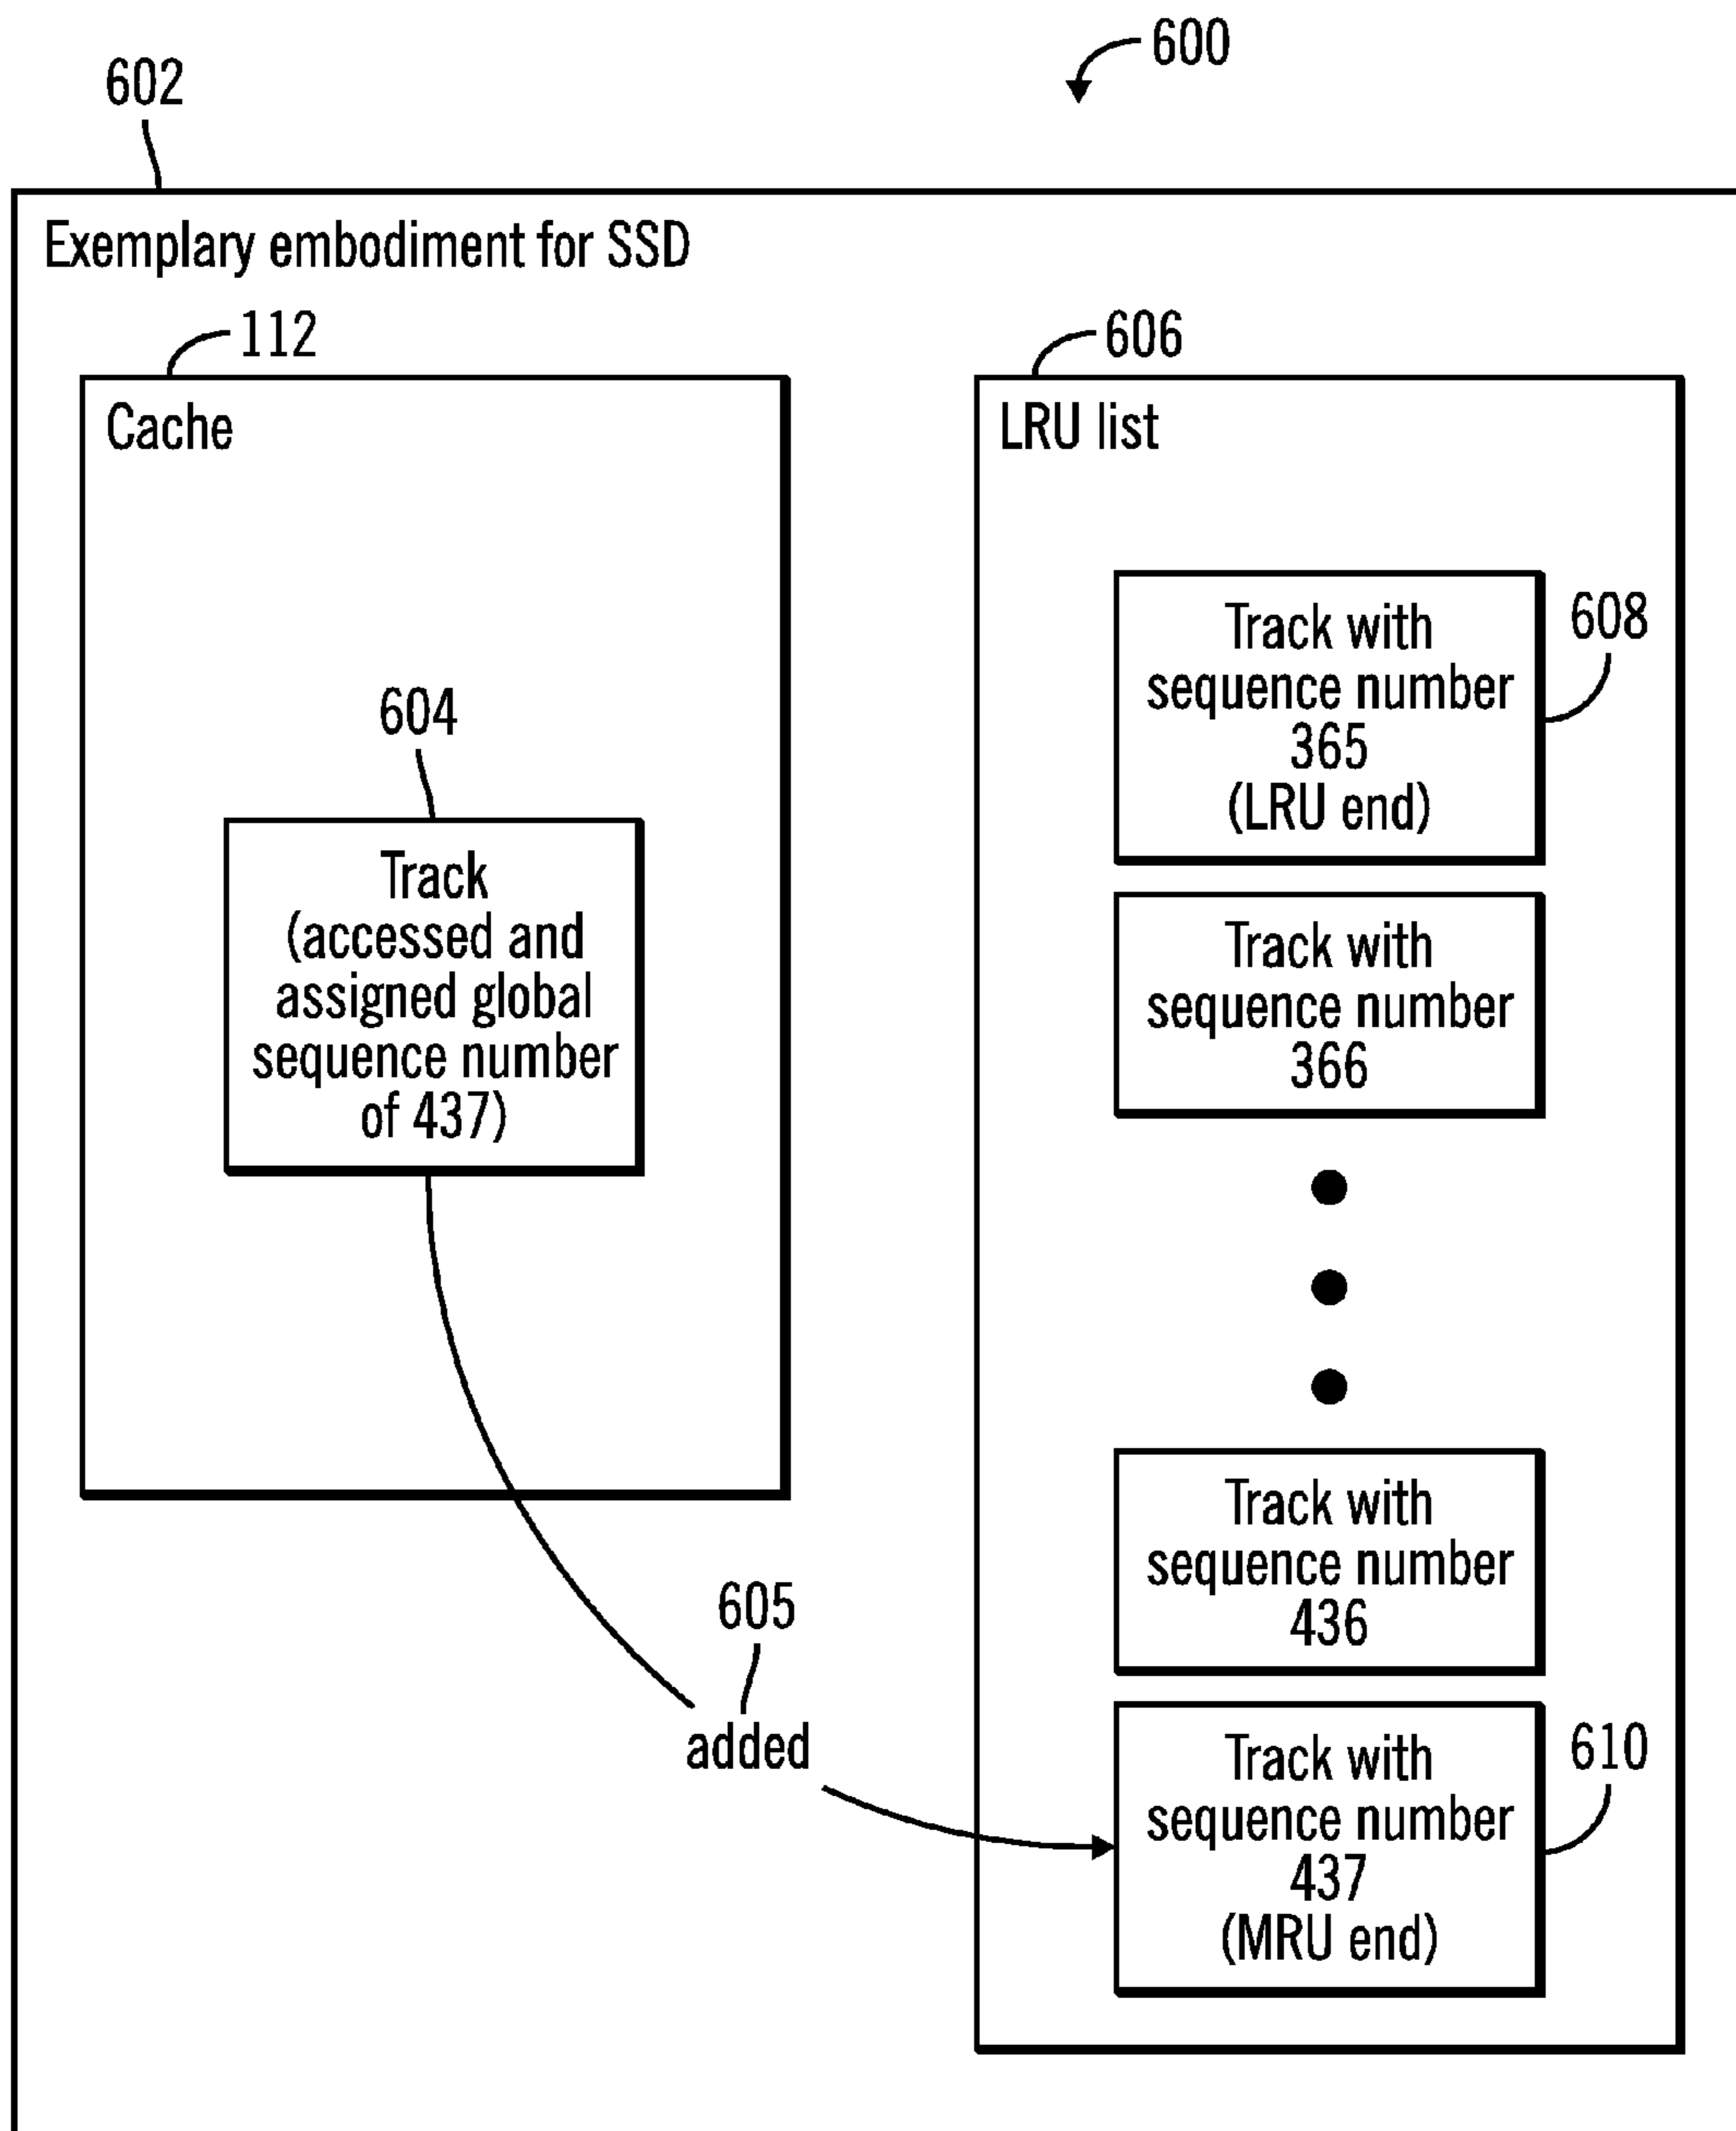 600
602
Exemplary embodiment for SSD
112
606
Cache
LRU list
Track with
sequence number
365
(LRU end)
608
604
Track
(accessed and
assigned global
sequence number
of 437)
Track with
sequence number
366
Track with
sequence number
436
605
added
Track with
sequence number
437
(MRU end)
610